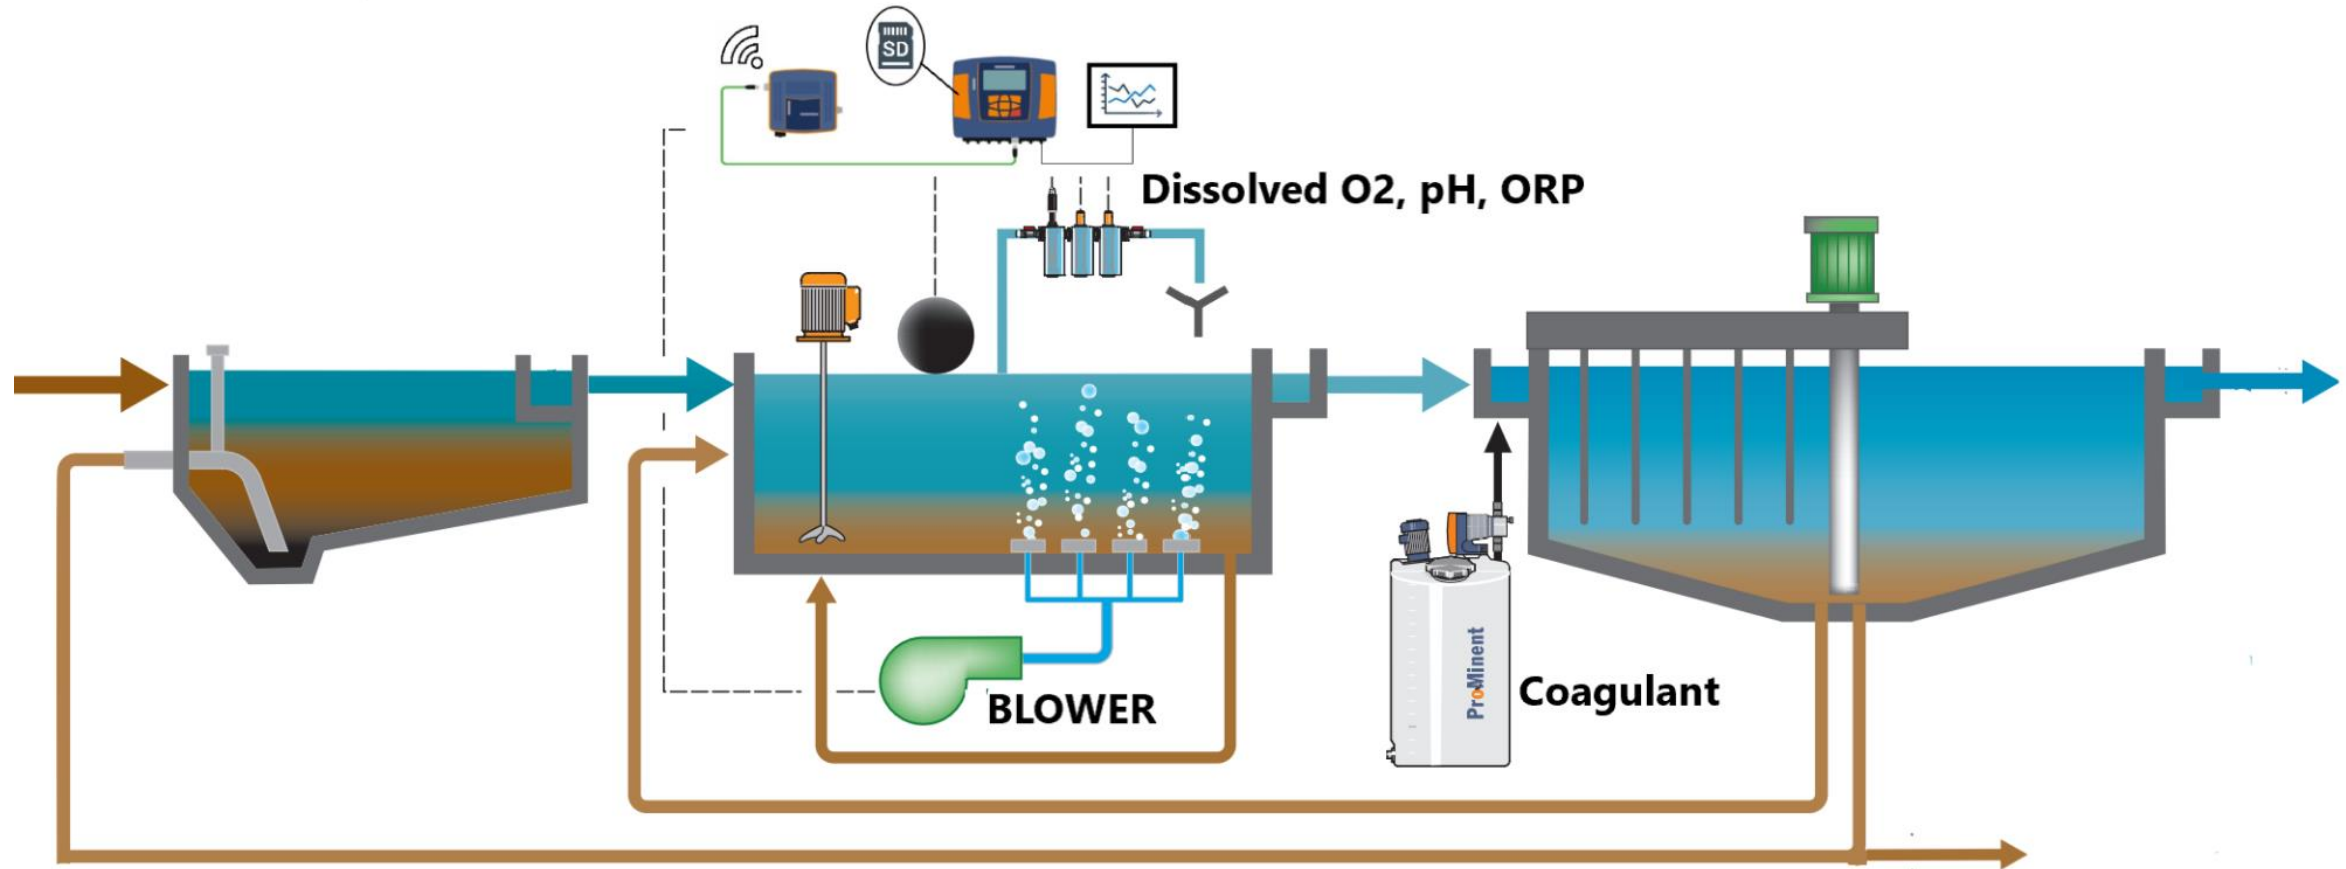 SD
Dissolved O2, pH, ORP
BLOWER
ProMinent
Coagulant